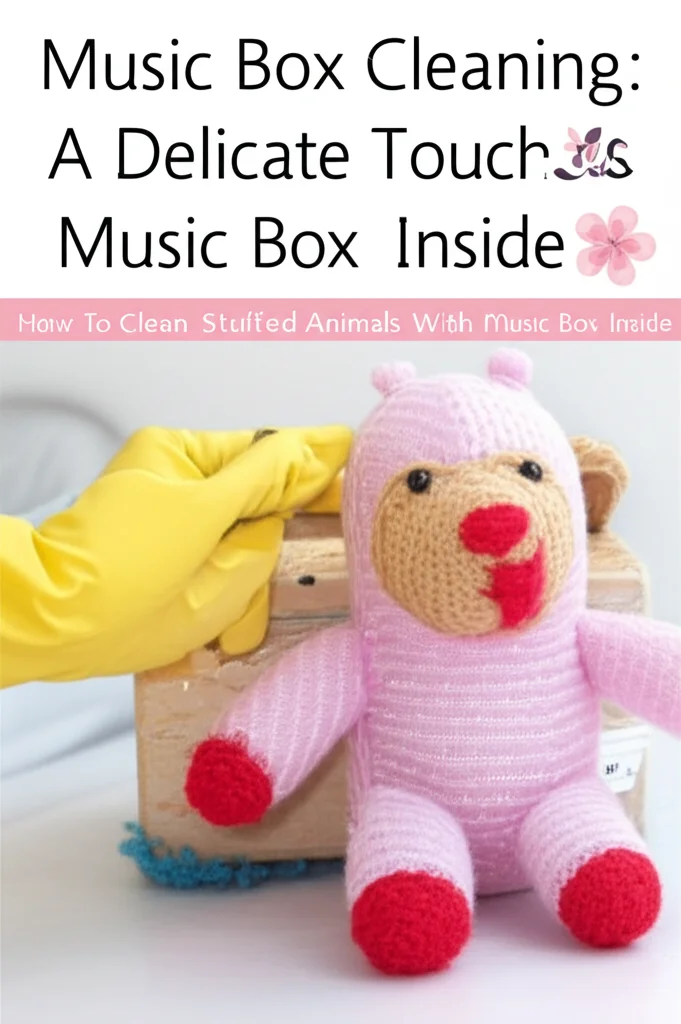 Music Box Cleaning:
A Delicate Touch
Music Box Inside
How To Clean Stuffed Animals With Music Box Inside